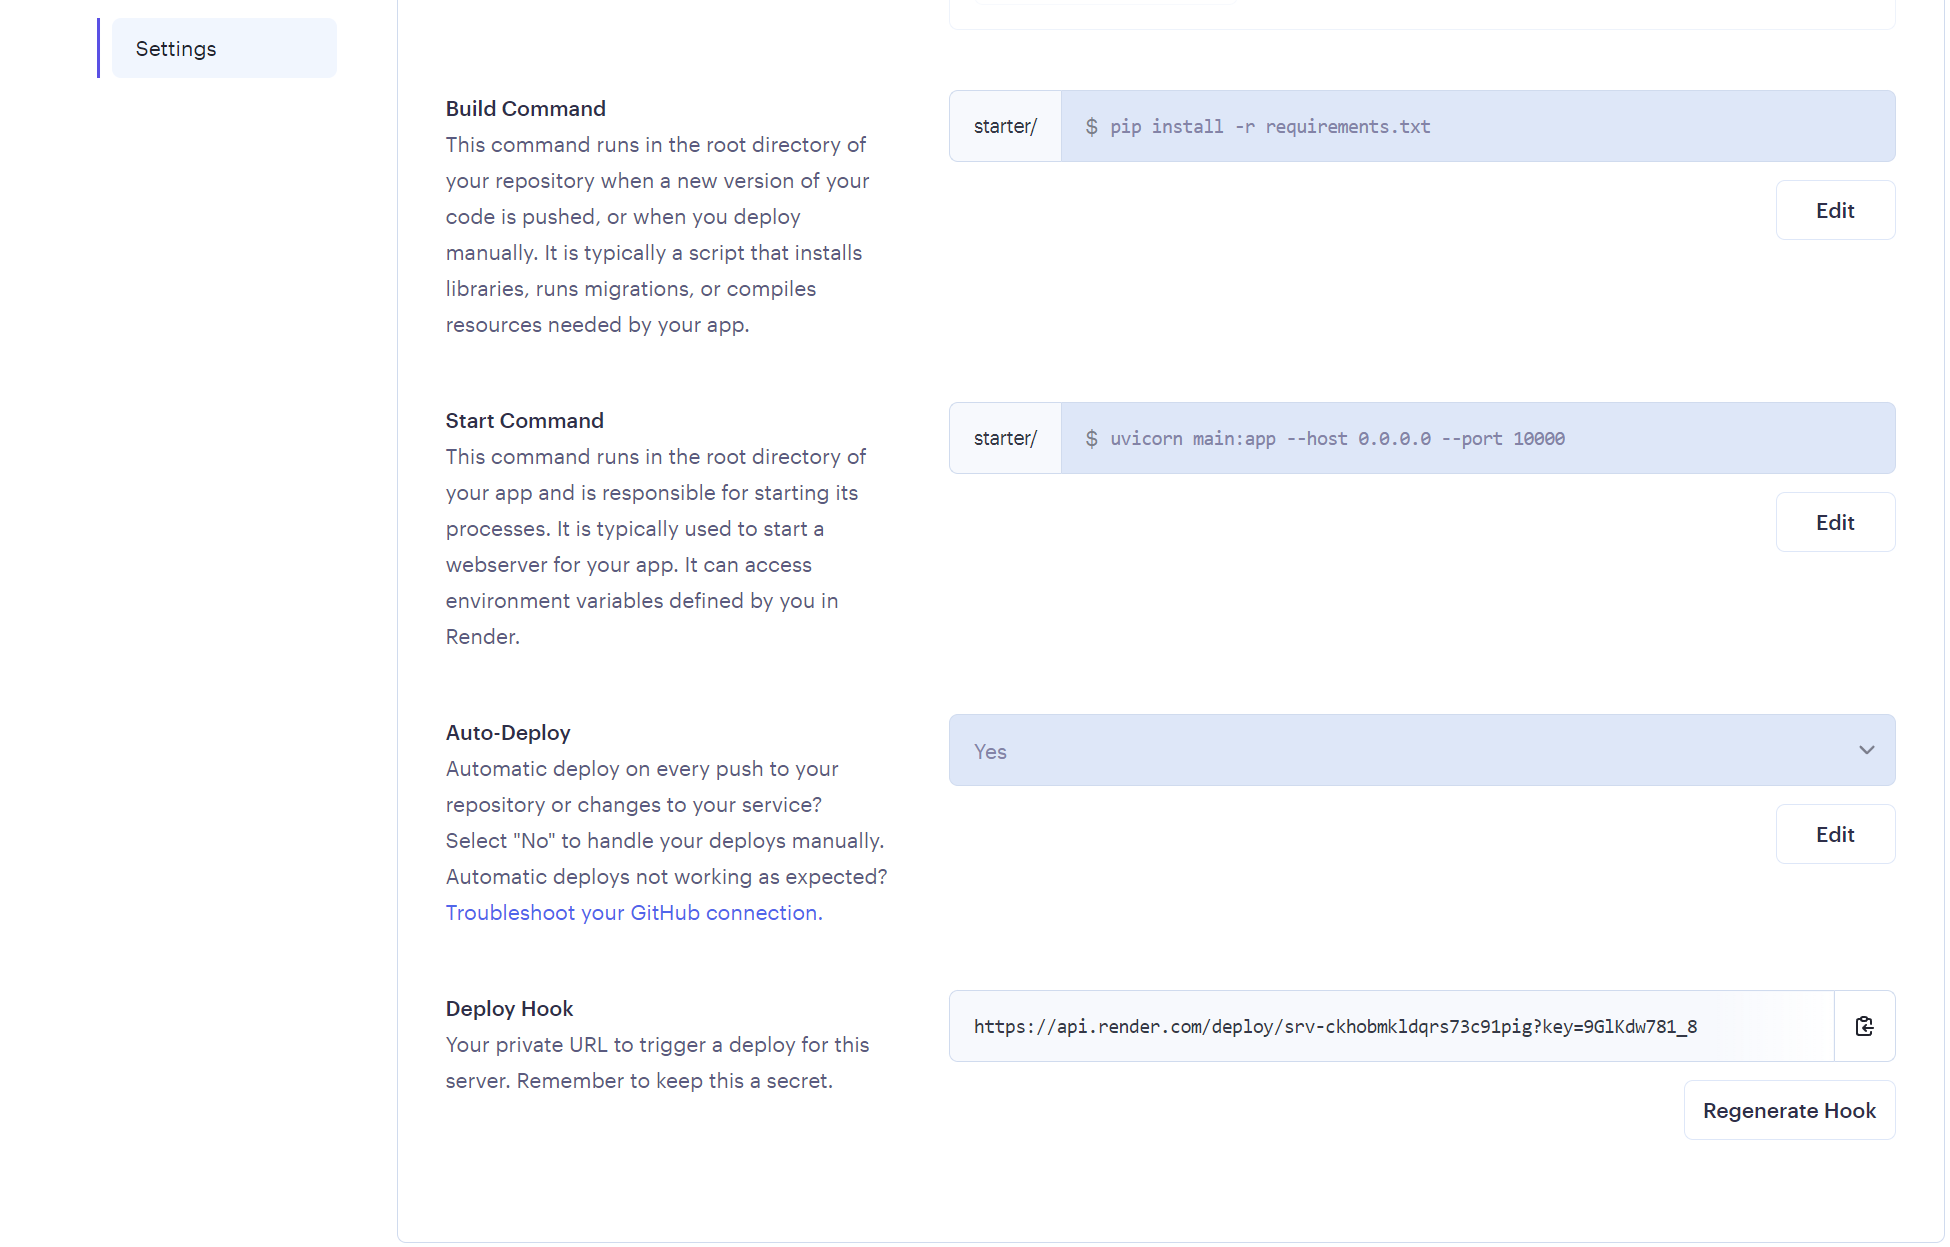 Settings
Build Command
This command runs in the root directory of
your repository when a new version of your
code is pushed, or when you deploy
manually. It is typically a script that installs
libraries, runs migrations, or compiles
resources needed by your app.
starter/ $ pip install -r requirements.txt
Edit
Start Command
This command runs in the root directory of
your app and is responsible for starting its
processes. It is typically used to start a
webserver for your app. It can access
environment variables defined by you in
Render.
starter/ $ uvicorn main:app --host 0.0.0.0 --port 10000
Edit
Auto-Deploy
Automatic deploy on every push to your
repository or changes to your service?
Select "No" to handle your deploys manually.
Automatic deploys not working as expected?
Troubleshoot your GitHub connection.
Yes
Edit
Deploy Hook
Your private URL to trigger a deploy for this
server. Remember to keep this a secret.
https://api.render.com/deploy/srv-ckhobmkldqrs73c91pig?key=9GlKdw781_8
Regenerate Hook